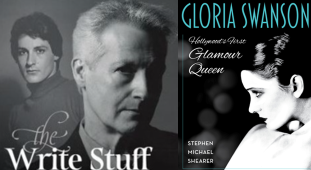 the
Write Stuff
GLORIA SWANSON
Hollywood's First
Glamour
Queen
STEPHEN
MICHAEL
SHEARER